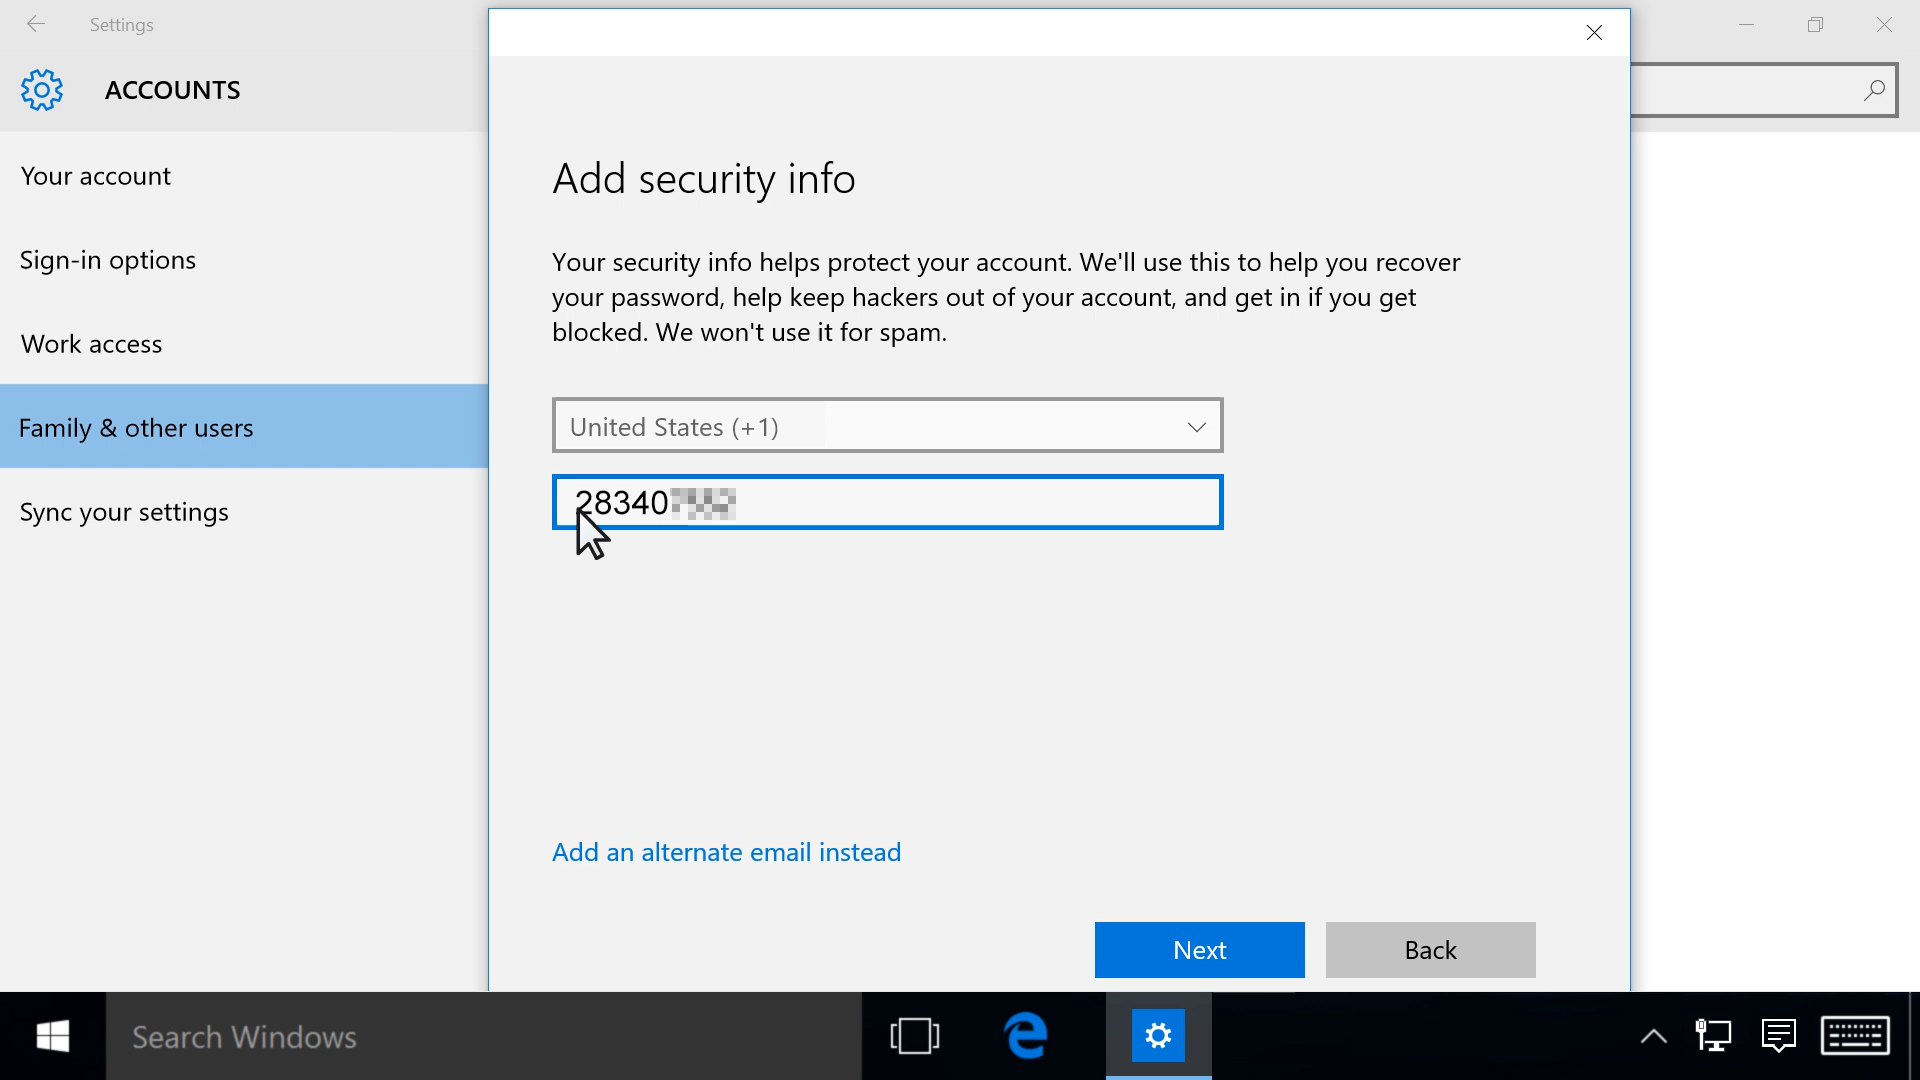 Settings
ACCOUNTS
Your account
Sign-in options
Work access
Family & other users
Sync your settings
Add security info
Your security info helps protect your account. We'll use this to help you recover
your password, help keep hackers out of your account, and get in if you get
blocked. We won't use it for spam.
United States (+1)
28340
Add an alternate email instead
Next
Back
Search Windows